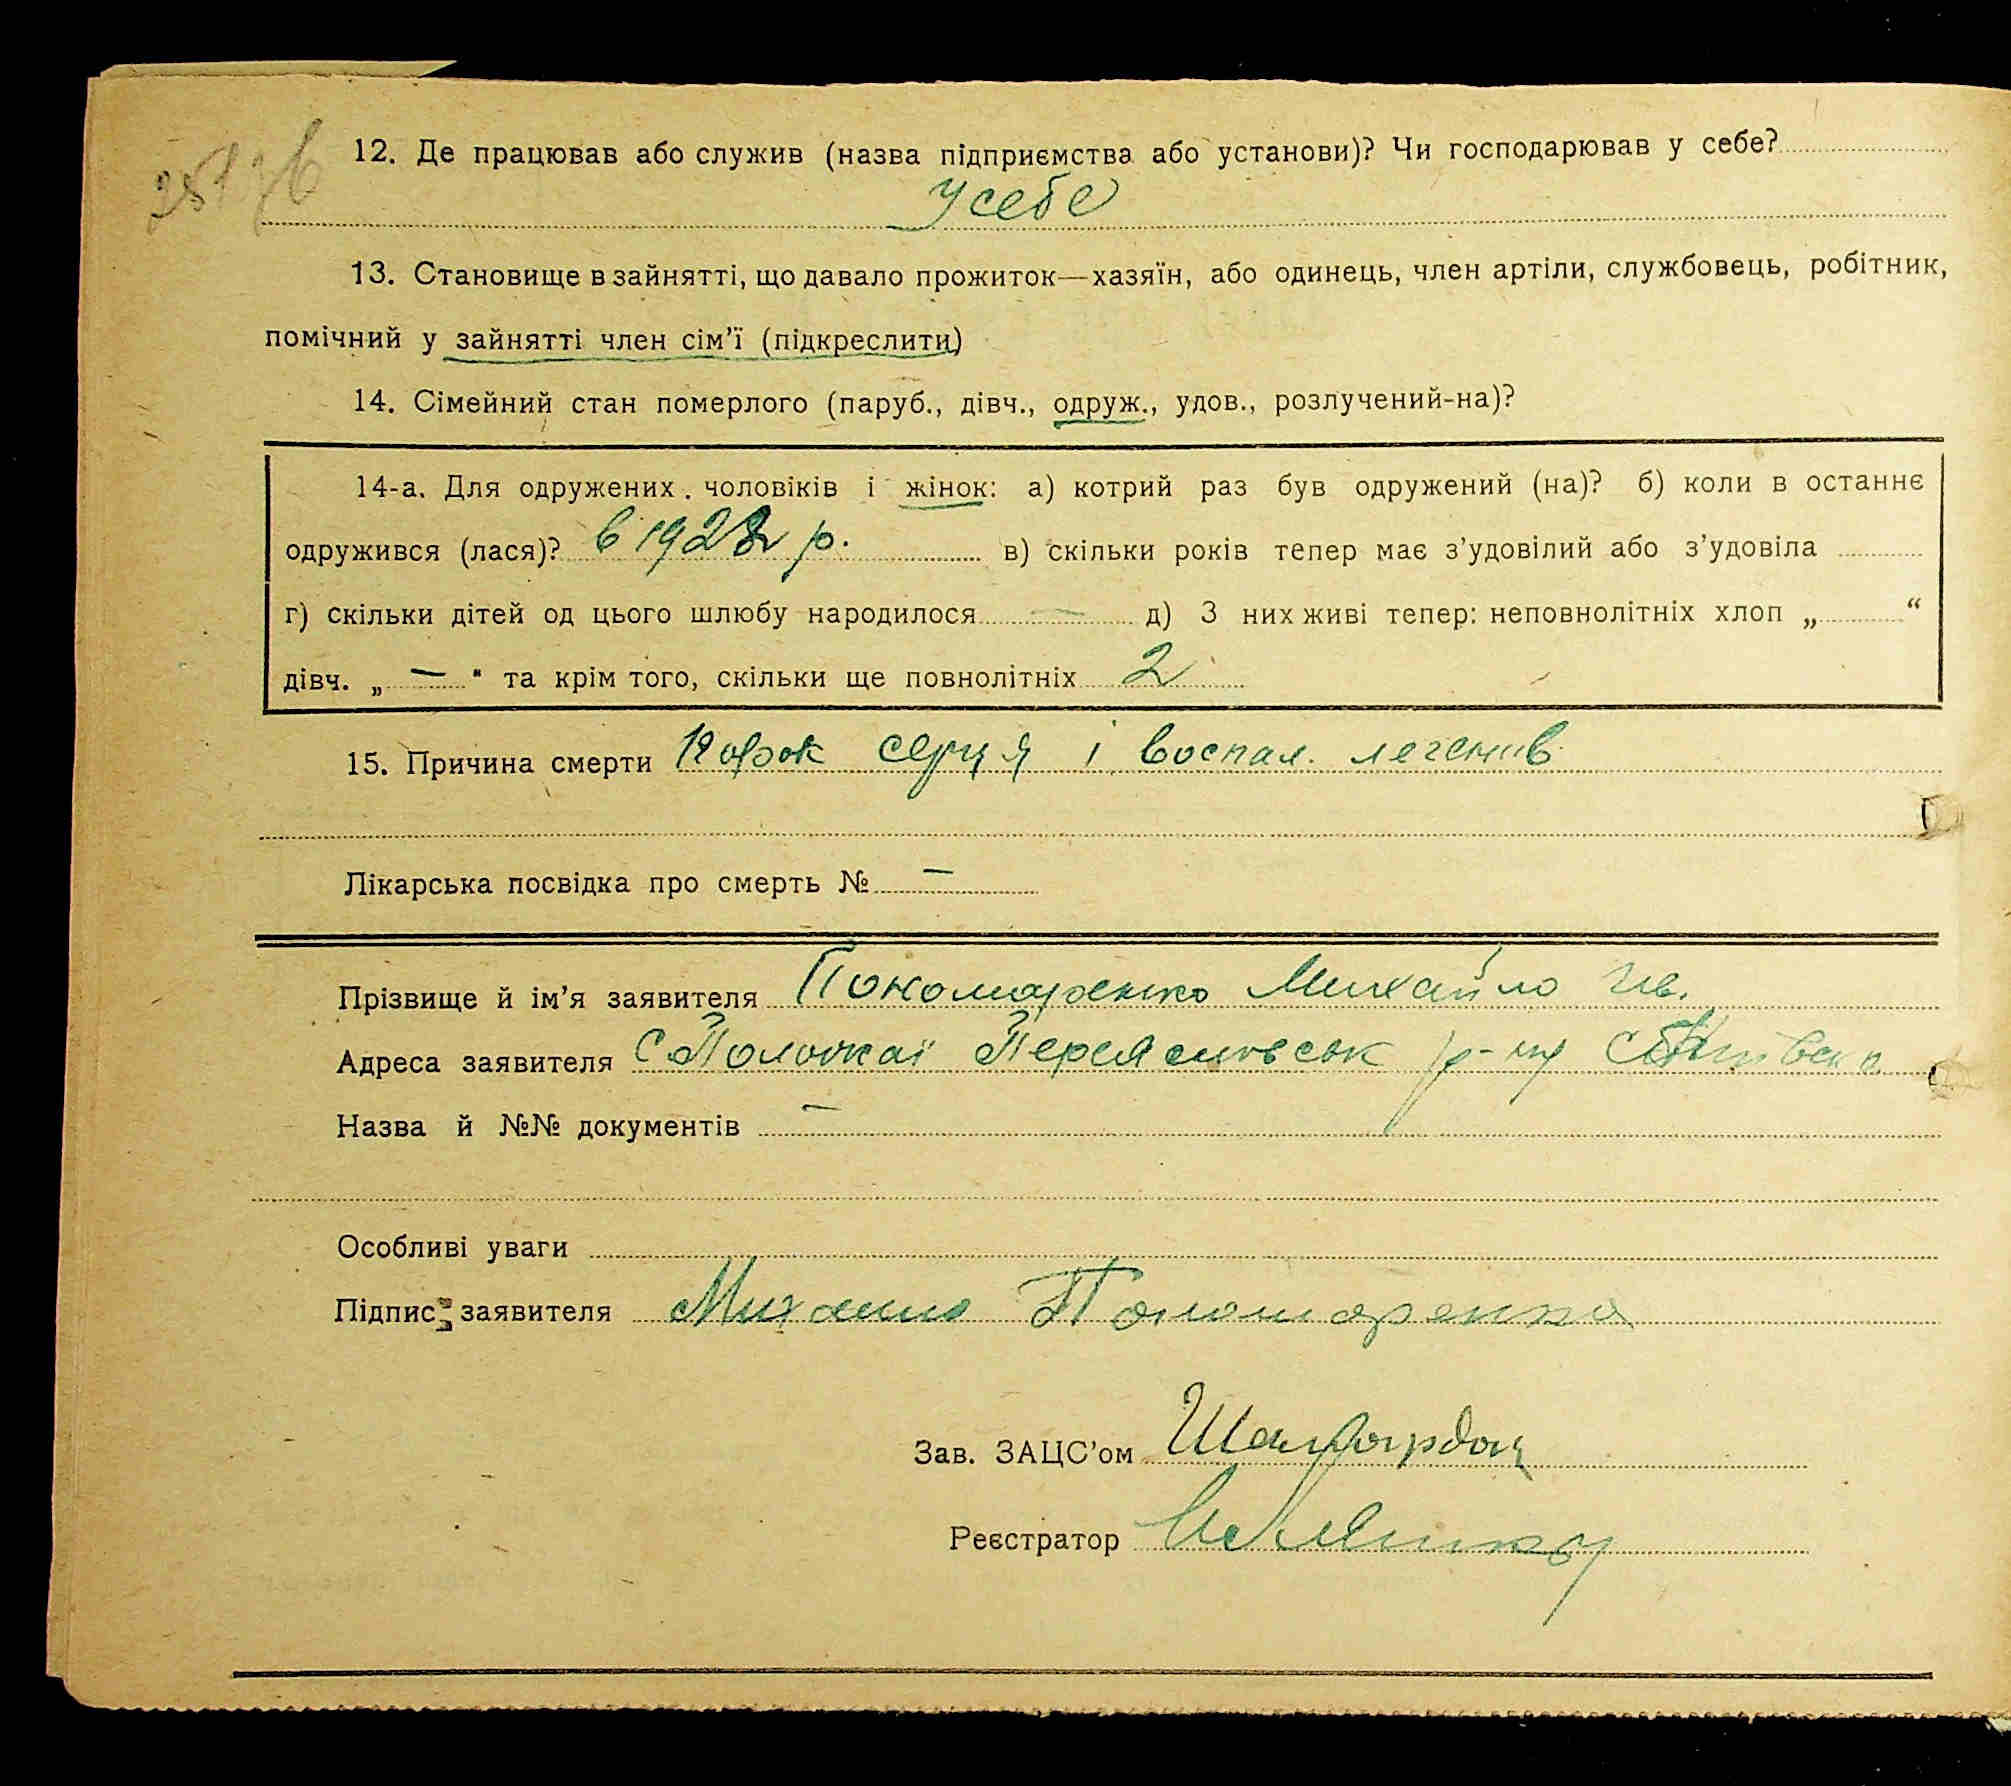 12. Де працював або служив (назва підприємства або установи)? Чи господарював у себе?
У себе
13. Становище в зайнятті, що давало прожиток—хазяїн, або одинець, член артіли, службовець, робітник,
помічний у зайнятті член сім’ї (підкреслити)
14. Сімейний стан померлого (паруб., дівч., одруж., удов., розлучений-на)?
14-а. Для одружених чоловіків і жінок: а) котрий раз був одружений (на)? б) коли в останнє
одружився (лася)? в р. в) скільки років тепер має з’удовілий або з’удовіла
г) скільки дітей од цього шлюбу народилося — д) З них живі тепер: неповнолітніх хлоп „ “
дівч. „ — “ та крім того, скільки ще повнолітніх 2
15. Причина смерти Порок серця і воспал. легенів
Лікарська посвідка про смерть № —
Прізвище й ім’я заявителя Пономаренко Михайло Ів.
Адреса заявителя С. р-ну
Назва й №№ документів —
Особливі уваги
Підпис заявителя Михаило Пономаренко
Зав. ЗАЦС’ом
Реєстратор